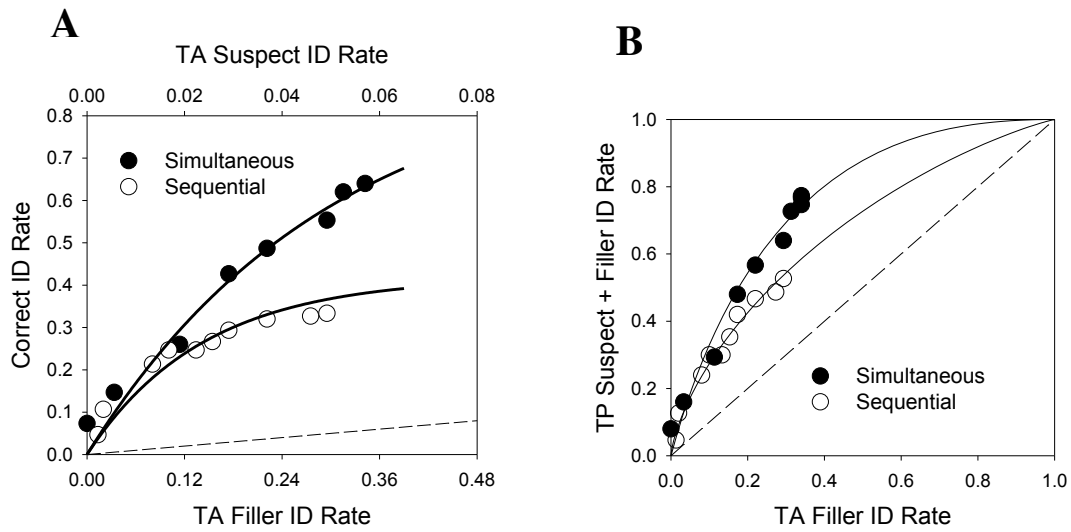 A
TA Suspect ID Rate
0.00 0.02 0.04 0.06 0.08
0.8
0.7
0.6
0.5
0.4
0.3
0.2
0.1
0.0
Correct ID Rate
Simultaneous
Sequential
0.00 0.12 0.24 0.36 0.48
TA Filler ID Rate
B
1.0
0.8
0.6
0.4
0.2
0.0
TP Suspect + Filler ID Rate
Simultaneous
Sequential
0.0 0.2 0.4 0.6 0.8 1.0
TA Filler ID Rate